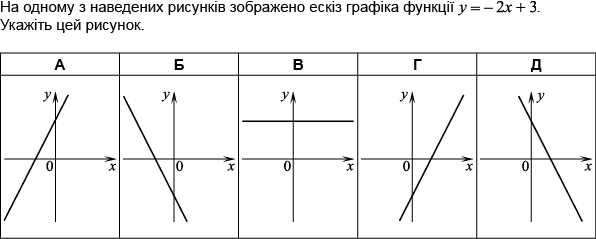 На одному з наведених рисунків зображено ескіз графіка функції y = – 2x + 3.
Укажіть цей рисунок.
А Б В Г Д
y y y y y
0 x 0 x 0 x 0 x 0 x